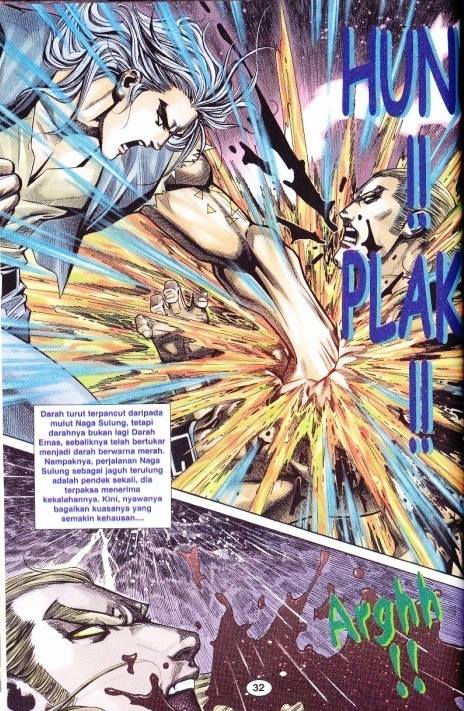 HUN
!!
PLAK
!!
Darah turut terpancut daripada
mulut Naga Sulung, tetapi
darahnya bukan lagi Darah
Emas, sebaliknya telah bertukar
menjadi darah berwarna merah.
Nampaknya, perjalanan Naga
Sulung sebagai jaguh terulung
adalah pendek sekali, dia
terpaksa menerima
kekalahannya. Kini, nyawanya
bagaikan kuasanya yang
semakin kehausan....
Arghh
!!
32